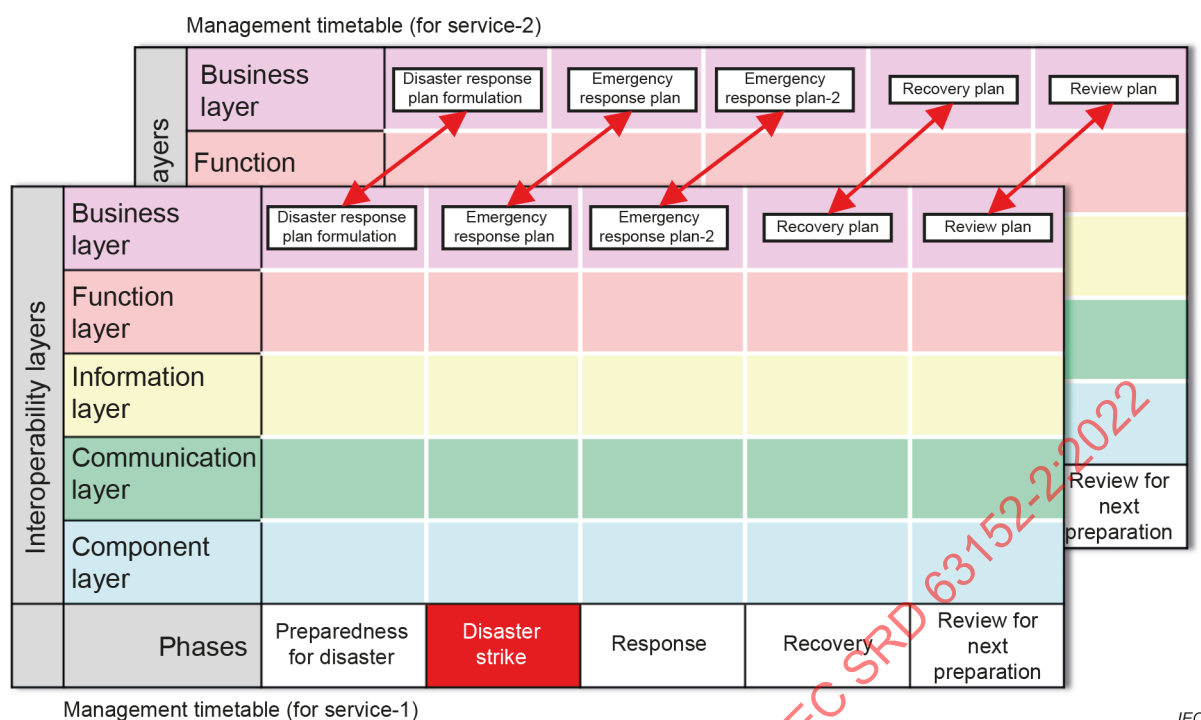 Management timetable (for service-2)
Business
layer
Disaster response
plan formulation
Emergency
response plan
Emergency
response plan-2
Recovery plan
Review plan
Function
ayers
Business
layer
Disaster response
plan formulation
Emergency
response plan
Emergency
response plan-2
Recovery plan
Review plan
Interoperability layers
Function
layer
Information
layer
Communication
layer
Component
layer
Review for
next
preparation
Phases
Preparedness
for disaster
Disaster
strike
Response
Recovery
Review for
next
preparation
Management timetable (for service-1)
IEC SRD 63152-2:2022
IEC